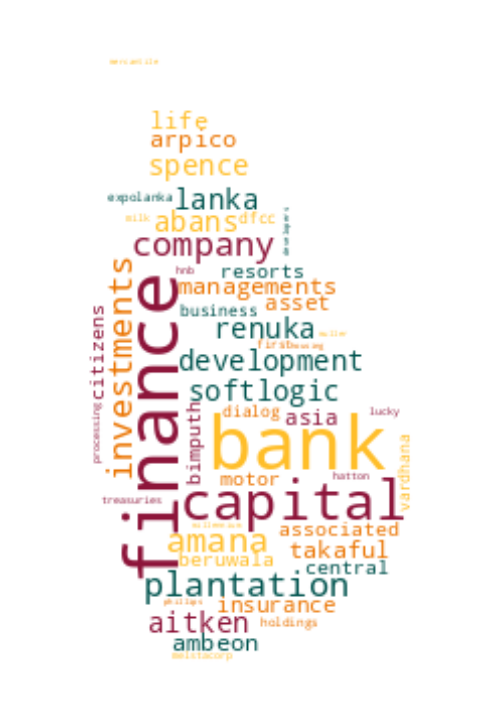 mercantile
life
arpico
spence
expolanka
lanka
milk
abans
dfcc
company
hnb
resorts
investments
finance
managements
asset
citizens
business
renuka
first
housing
development
softlogic
dialog
asia
lucky
processing
bimputh
bank
vardhana
motor
hatton
treasuries
capital
associated
amana
takaful
beruwala
central
plantation
insurance
aitken
holdings
ambeon